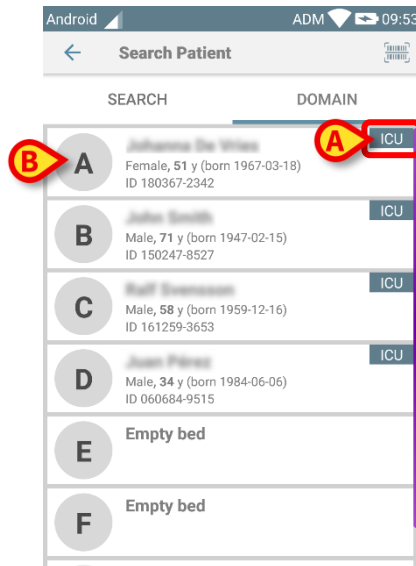 Android ADM 09:53
Search Patient
SEARCH DOMAIN
A ICU
B A Female, 51 y (born 1967-03-18)
ID 180367-2342
ICU
B Male, 71 y (born 1947-02-15)
ID 150247-8527
ICU
C Male, 58 y (born 1959-12-16)
ID 161259-3653
ICU
D Male, 34 y (born 1984-06-06)
ID 060684-9515
Empty bed
E
Empty bed
F